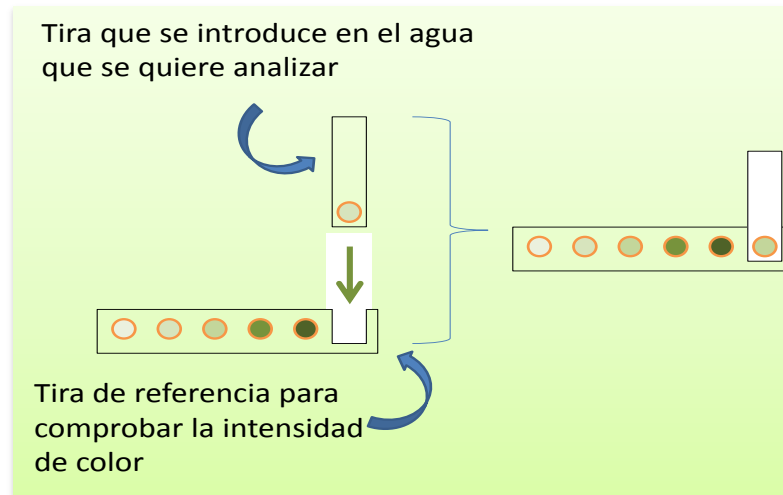 Tira que se introduce en el agua
que se quiere analizar
Tira de referencia para
comprobar la intensidad
de color